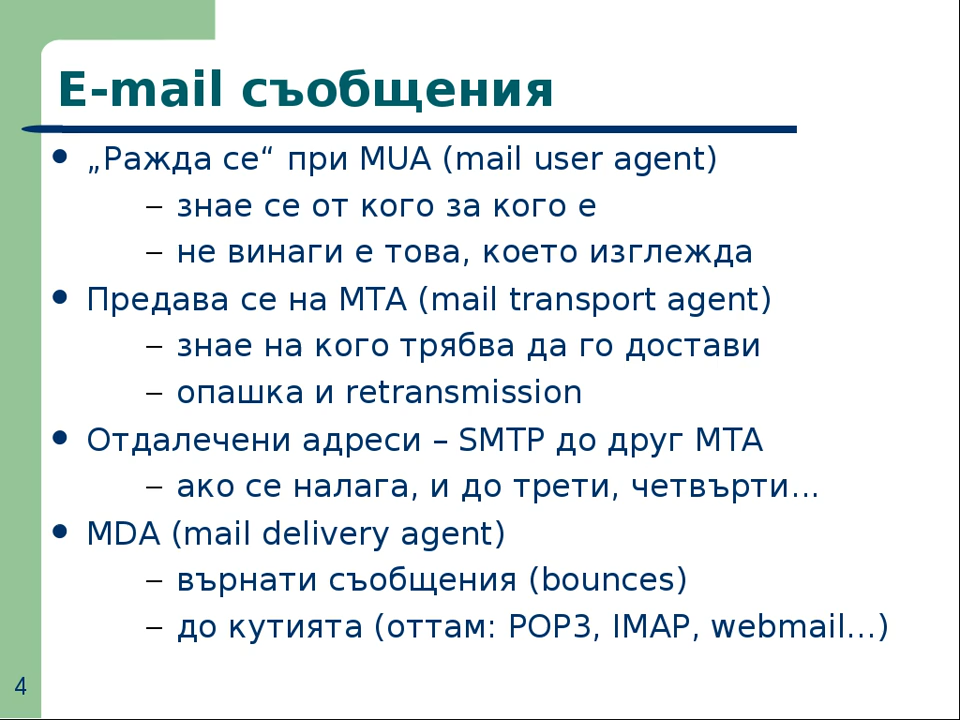 E-mail съобщения
● „Ражда се“ при MUA (mail user agent)
– знае се от кого за кого е
– не винаги е това, което изглежда
● Предава се на MTA (mail transport agent)
– знае на кого трябва да го достави
– опашка и retransmission
● Отдалечени адреси – SMTP до друг MTA
– ако се налага, и до трети, четвърти...
● MDA (mail delivery agent)
– върнати съобщения (bounces)
– до кутията (оттам: POP3, IMAP, webmail...)
4